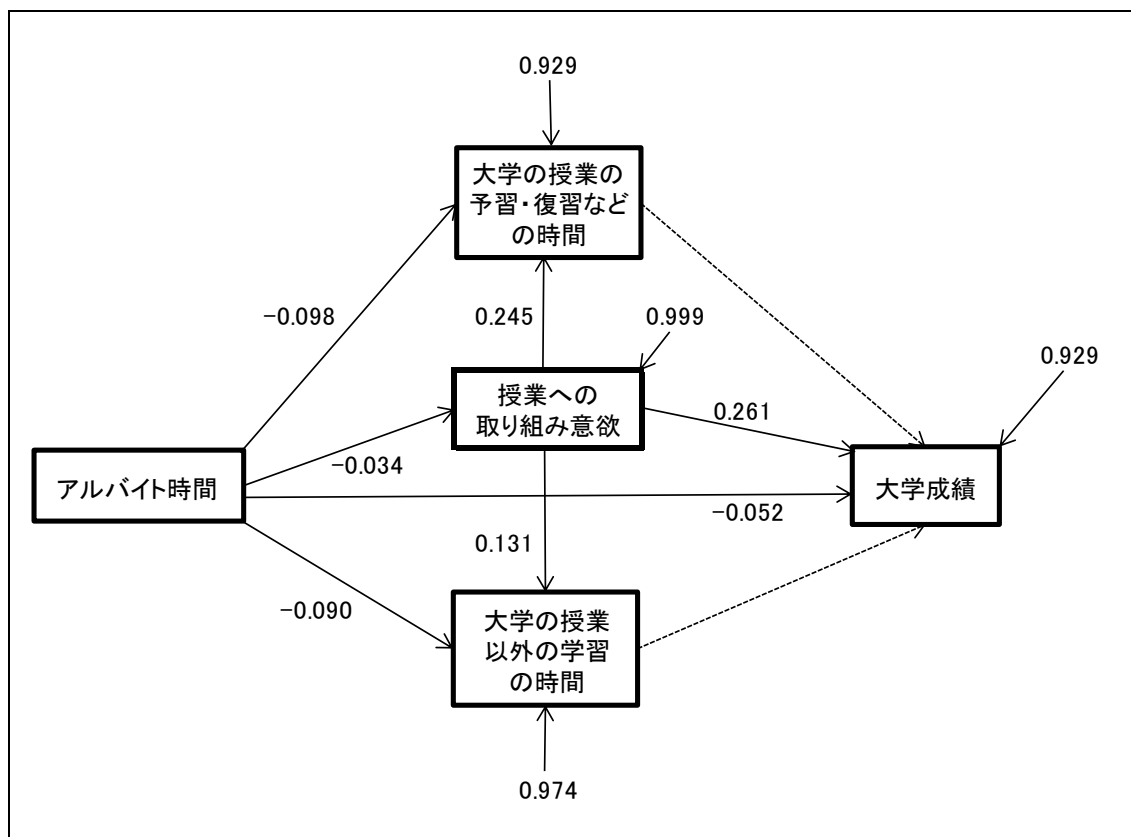 0.929
大学の授業の
予習・復習など
の時間
−0.098
0.245
0.999
0.929
授業への
取り組み意欲
0.261
−0.034
アルバイト時間
大学成績
−0.052
0.131
−0.090
大学の授業
以外の学習
の時間
0.974